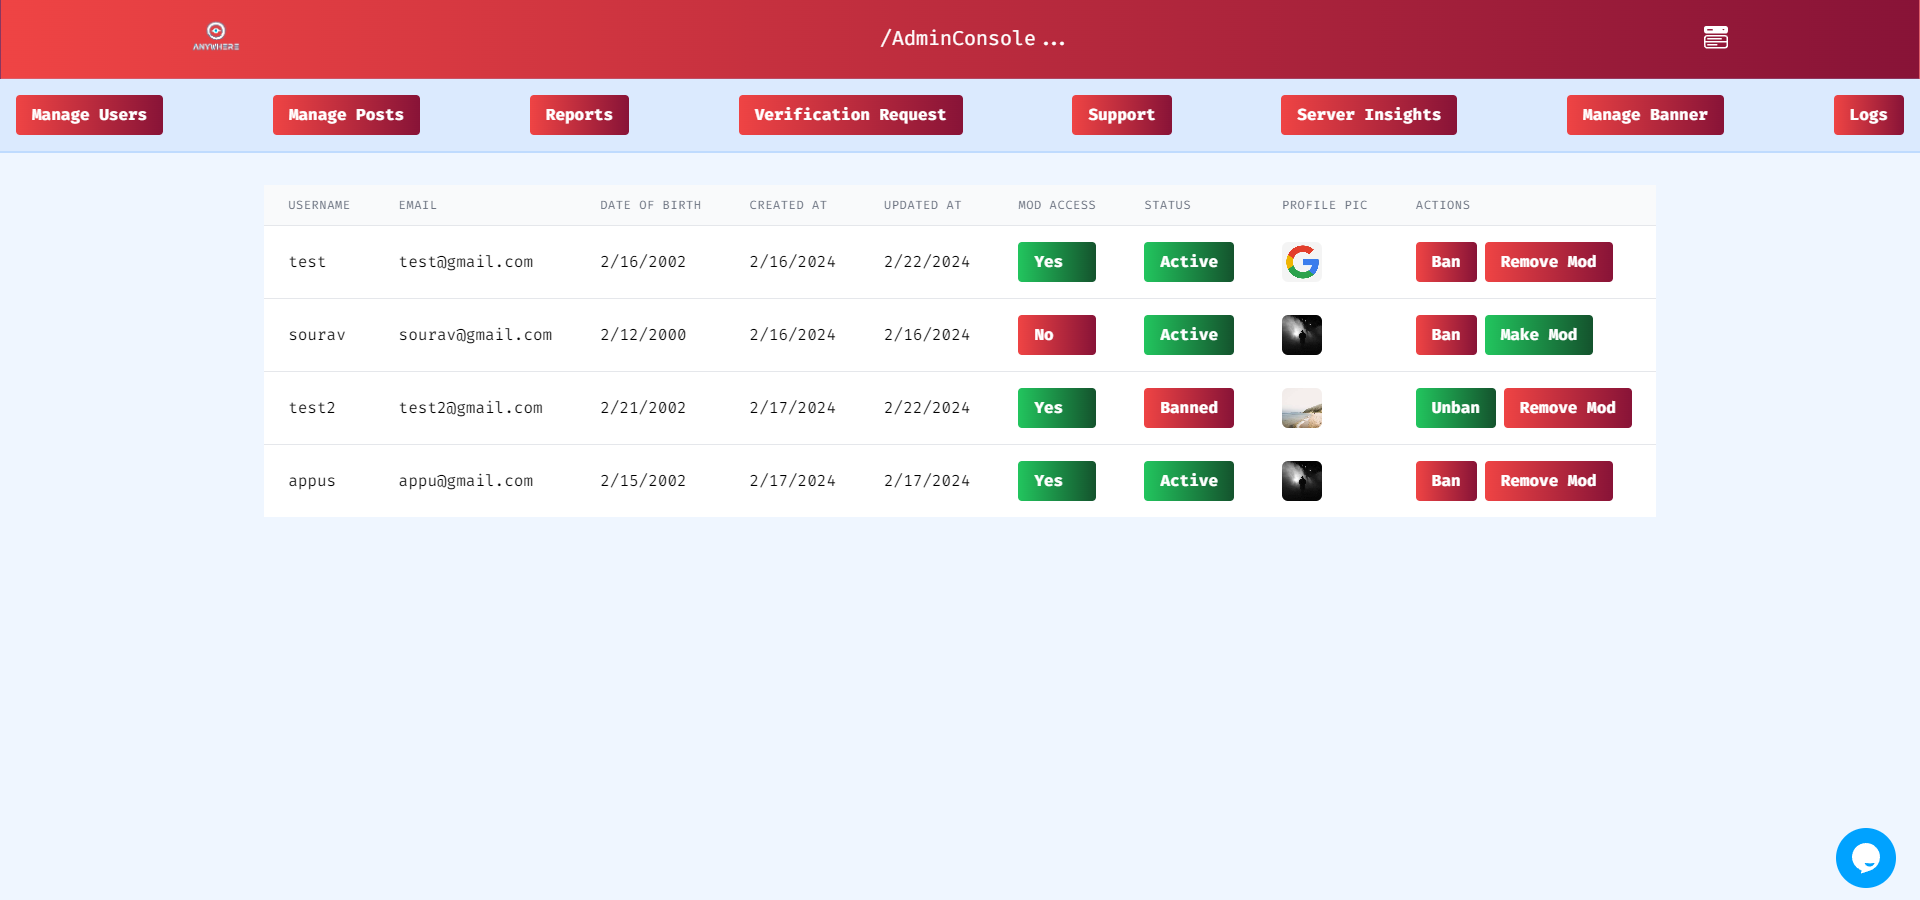 ANYWHERE
/AdminConsole...
Manage Users Manage Posts Reports Verification Request Support Server Insights Manage Banner Logs
USERNAME EMAIL DATE OF BIRTH CREATED AT UPDATED AT MOD ACCESS STATUS PROFILE PIC ACTIONS
test test@gmail.com 2/16/2002 2/16/2024 2/22/2024 Yes Active Ban Remove Mod
sourav sourav@gmail.com 2/12/2000 2/16/2024 2/16/2024 No Active Ban Make Mod
test2 test2@gmail.com 2/21/2002 2/17/2024 2/22/2024 Yes Banned Unban Remove Mod
appus appu@gmail.com 2/15/2002 2/17/2024 2/17/2024 Yes Active Ban Remove Mod